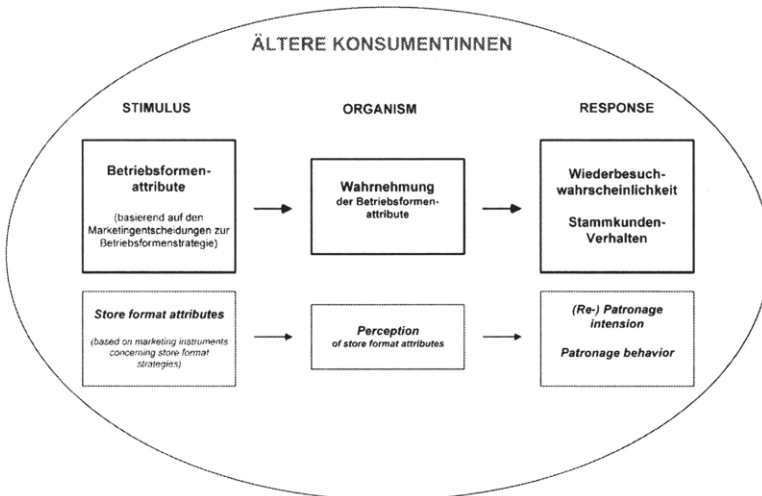 ÄLTERE KONSUMENTINNEN
STIMULUS
ORGANISM
RESPONSE
Betriebsformen-
attribute
(basierend auf den
Marketingentscheidungen zur
Betriebsformenstrategie)
Wahrnehmung
der Betriebsformen-
attribute
Wiederbesuch-
wahrscheinlichkeit
Stammkunden-
Verhalten
Store format attributes
(based on marketing instruments
concerning store format
strategies)
Perception
of store format attributes
(Re-) Patronage
intension
Patronage behavior